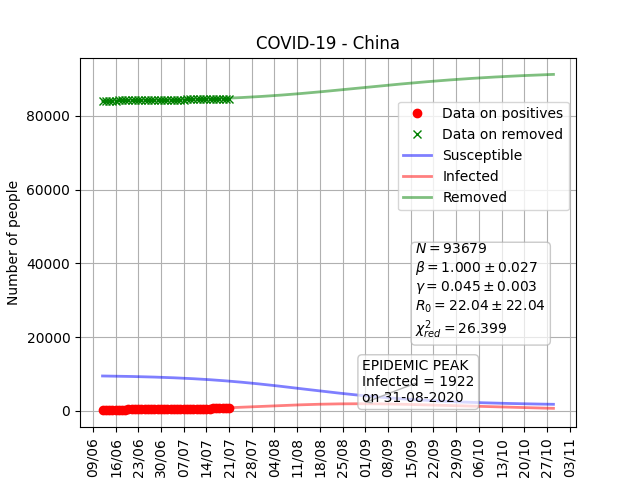 COVID-19 - China
Number of people
80000
60000
40000
20000
0
Data on positives
Data on removed
Susceptible
Infected
Removed
N = 93679
β = 1.000 ± 0.027
γ = 0.045 ± 0.003
R₀ = 22.04 ± 22.04
χ²_red = 26.399
EPIDEMIC PEAK
Infected = 1922
on 31-08-2020
09/06
16/06
23/06
30/06
07/07
14/07
21/07
28/07
04/08
11/08
18/08
25/08
01/09
08/09
15/09
22/09
29/09
06/10
13/10
20/10
27/10
03/11